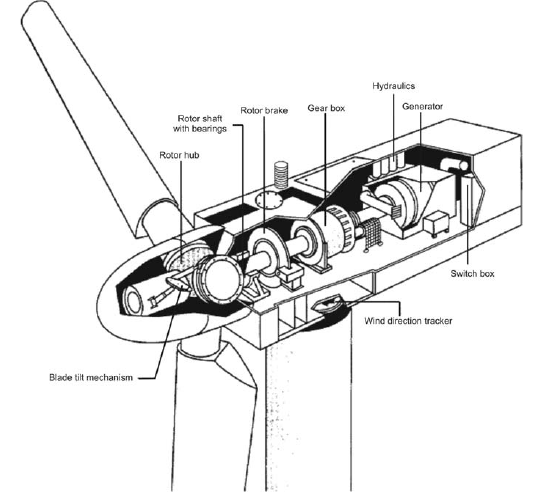 Hydraulics
Generator
Gear box
Rotor brake
Rotor shaft
with bearings
Rotor hub
Switch box
Wind direction tracker
Blade tilt mechanism